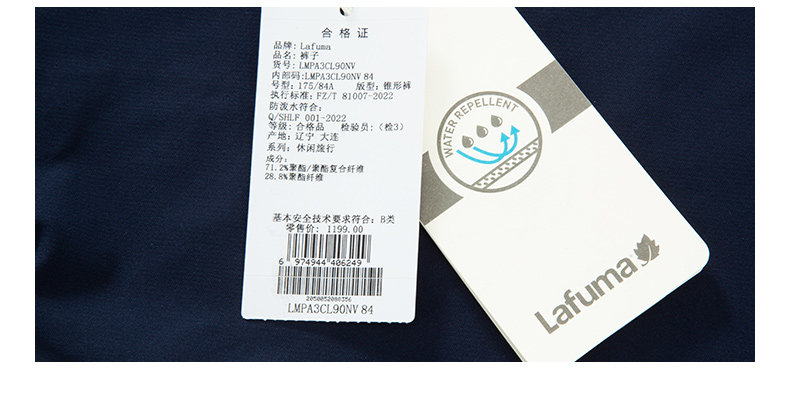 合格证
品牌: Lafuma
品名: 裤子
货号: LMPA3CL90NV
内部码: LMPA3CL90NV 84
号型: 175/84A 版型: 锥形裤
执行标准: FZ/T 81007-2022
防泼水符合:
Q/SHLF 001-2022
等级: 合格品 检验员: (检3)
产地: 辽宁 大连
系列: 休闲旅行
成分:
71.2%聚酯/聚酯复合纤维
28.8%聚酯纤维
基本安全技术要求符合: B类
零售价: 1199.00
6 974944 406249
2050052088356
LMPA3CL90NV 84
WATER REPELLENT
Lafuma